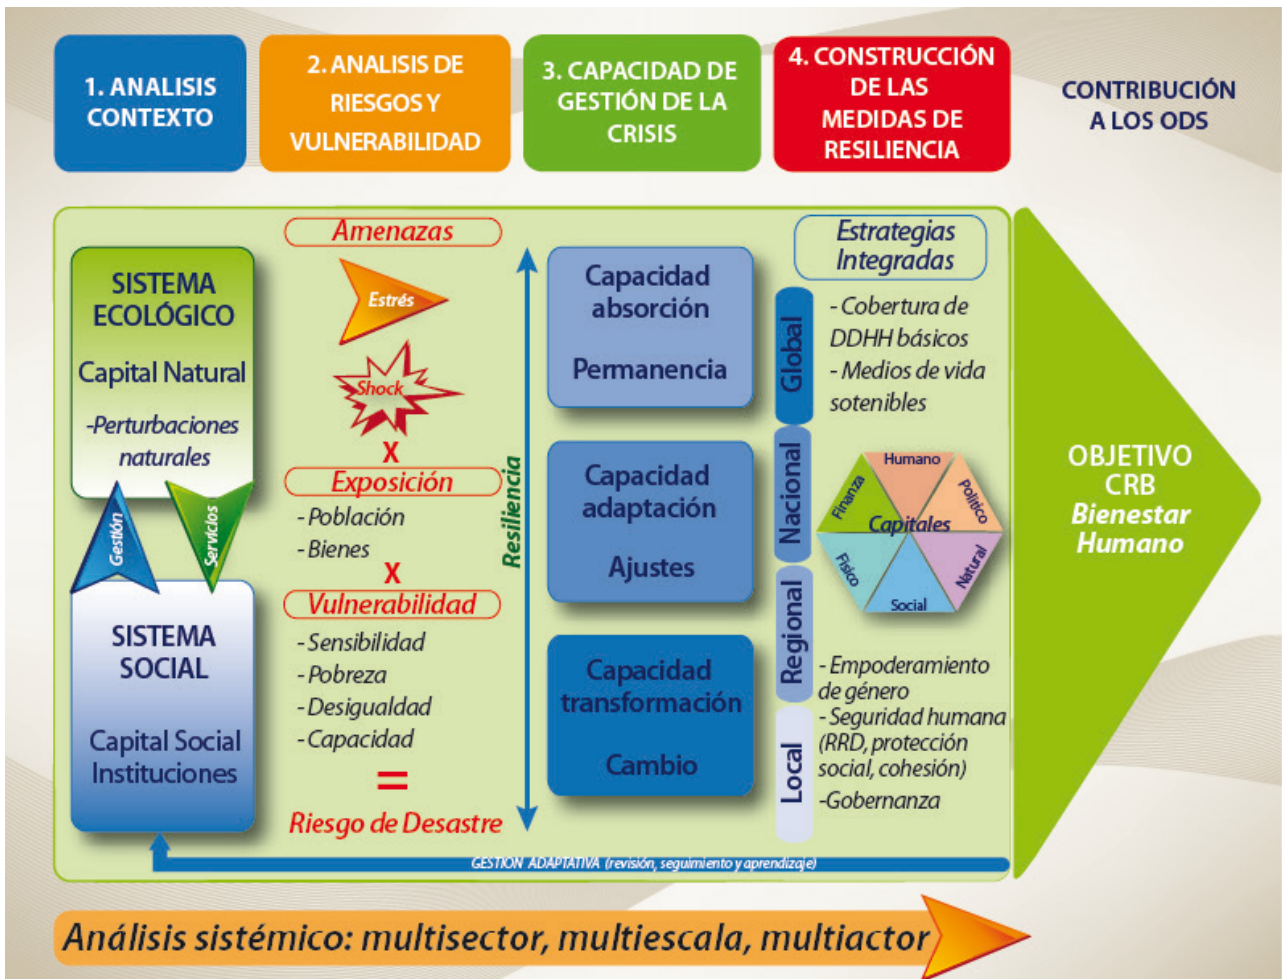 1. ANALISIS
CONTEXTO
2. ANALISIS DE
RIESGOS Y
VULNERABILIDAD
3. CAPACIDAD DE
GESTIÓN DE LA
CRISIS
4. CONSTRUCCIÓN
DE LAS
MEDIDAS DE
RESILIENCIA
CONTRIBUCIÓN
A LOS ODS
SISTEMA
ECOLÓGICO
Capital Natural
-Perturbaciones
naturales
Gestión
Servicios
SISTEMA
SOCIAL
Capital Social
Instituciones
Amenazas
Estrés
Shock
X
Exposición
- Población
- Bienes
X
Vulnerabilidad
- Sensibilidad
- Pobreza
- Desigualdad
- Capacidad
=
Riesgo de Desastre
Resiliencia
Capacidad
absorción
Permanencia
Capacidad
adaptación
Ajustes
Capacidad
transformación
Cambio
Global
Nacional
Regional
Local
Estrategias
Integradas
- Cobertura de
DDHH básicos
- Medios de vida
sotenibles
Humano
Finanza
Politico
Capitales
Fisico
Natural
Social
- Empoderamiento
de género
- Seguridad humana
(RRD, protección
social, cohesión)
-Gobernanza
OBJETIVO
CRB
Bienestar
Humano
GESTION ADAPTATIVA (revisión, seguimiento y aprendizaje)
Análisis sistémico: multisector, multiescala, multiactor